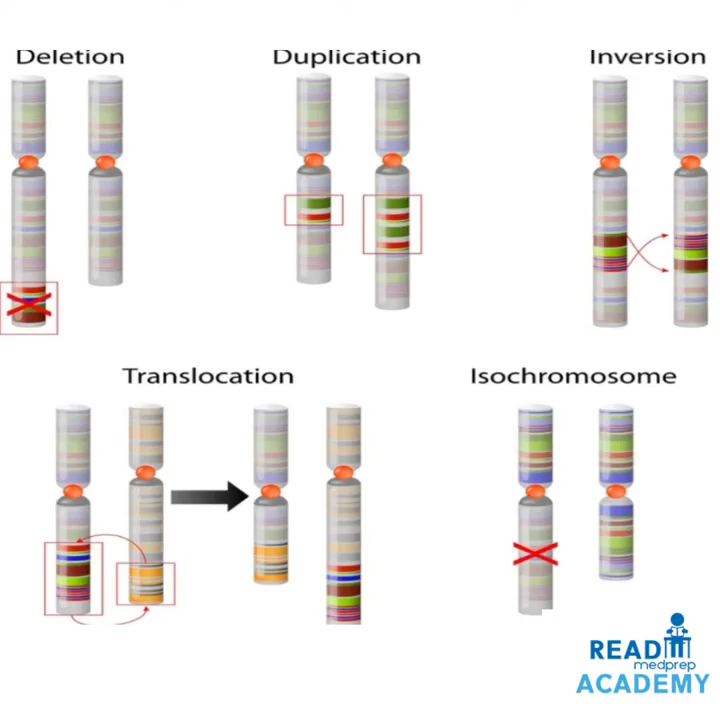 Deletion
Duplication
Inversion
Translocation
Isochromosome
READ
medprep
ACADEMY